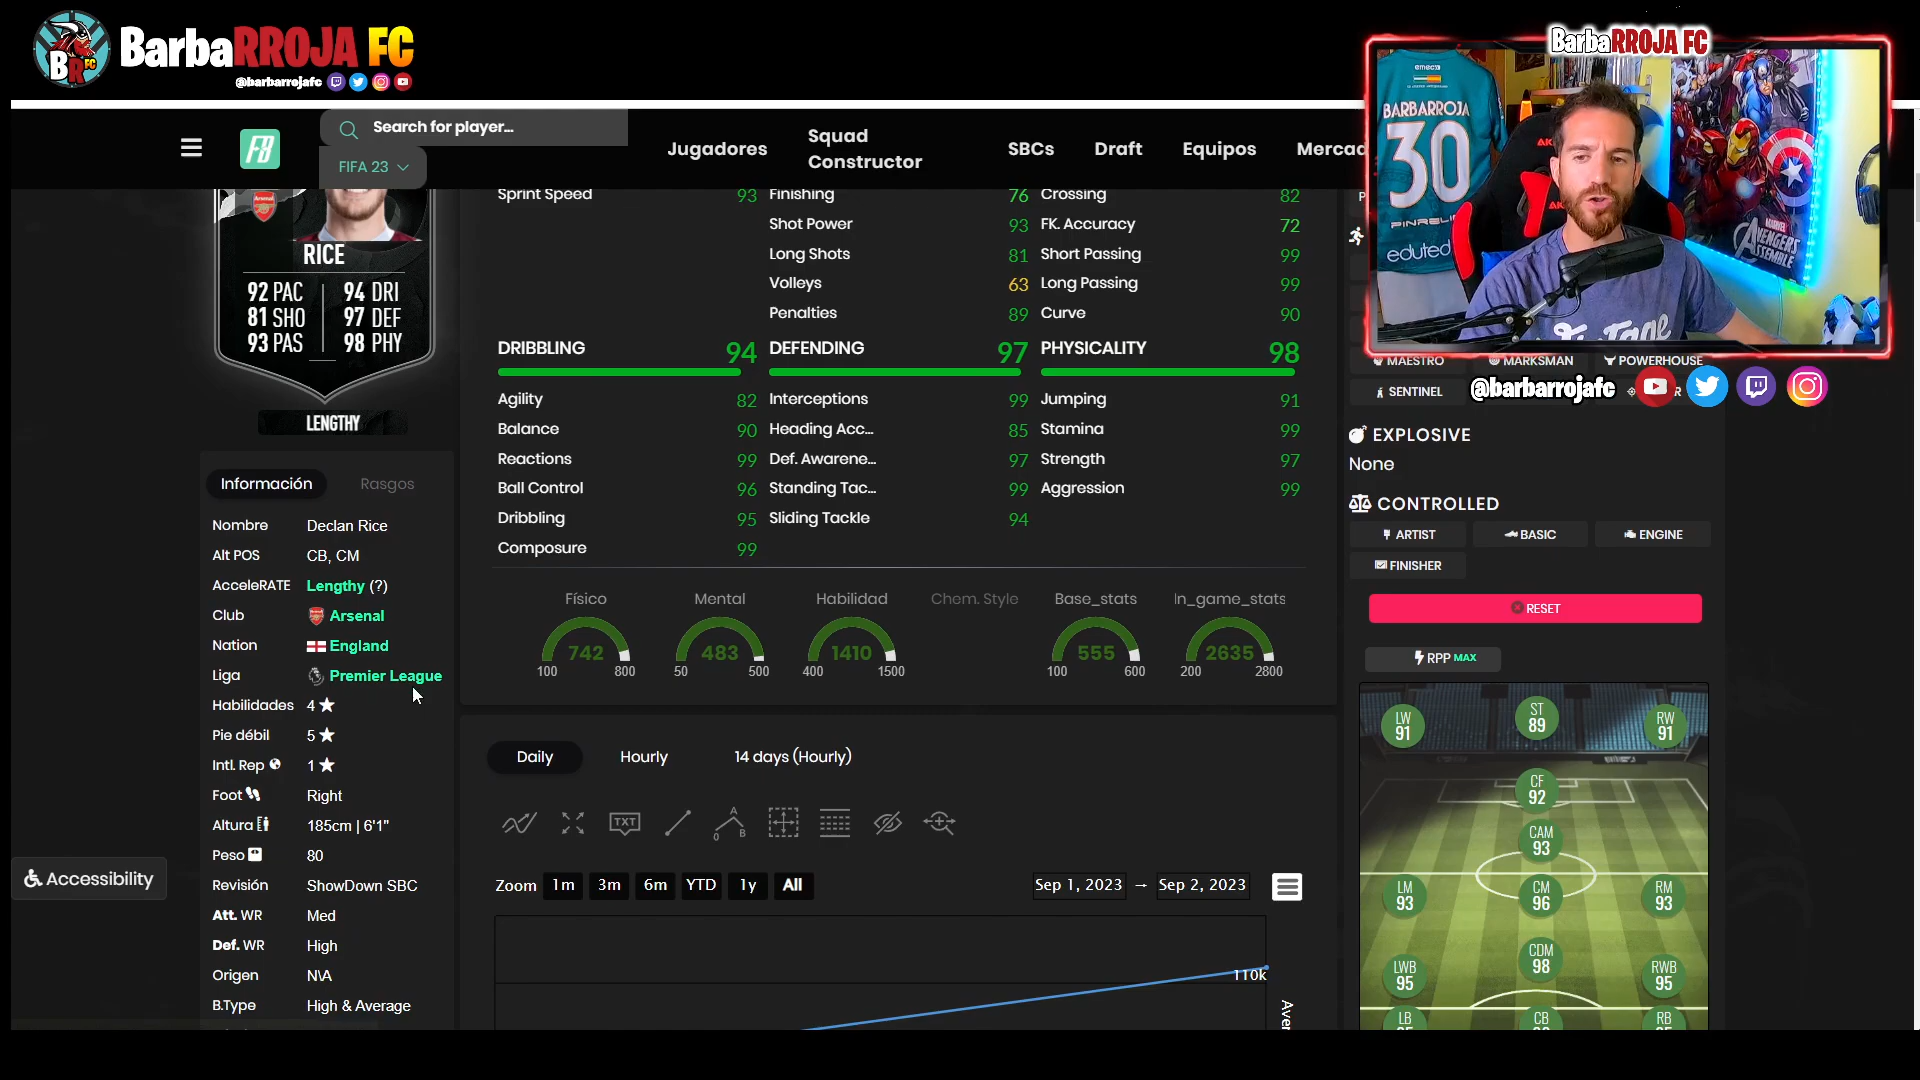 BarbaRROJA FC
@barbarrojafc
BarbaRROJA FC
BARBARROJA
30
eduted
MARVEL
AVENGERS
ASSEMBLE
Search for player...
FIFA 23
Jugadores
Squad
Constructor
SBCs
Draft
Equipos
Mercad
Arsenal
RICE
92 PAC
94 DRI
81 SHO
97 DEF
93 PAS
98 PHY
LENGTHY
Sprint Speed 93
Finishing 76
Shot Power 93
Long Shots 81
Volleys 63
Penalties 89
Crossing 82
FK. Accuracy 72
Short Passing 99
Long Passing 99
Curve 90
DRIBBLING 94
Agility 82
Balance 90
Reactions 99
Ball Control 96
Dribbling 95
Composure 99
DEFENDING 97
Interceptions 99
Heading Acc... 85
Def. Awarene... 97
Standing Tac... 99
Sliding Tackle 94
PHYSICALITY 98
Jumping 91
Stamina 99
Strength 97
Aggression 99
Físico
742
100 800
Mental
483
50 500
Habilidad
1410
400 1500
Chem. Style
Base_stats
555
100 600
In_game_stats
2635
200 2800
Información
Rasgos
Nombre Declan Rice
Alt POS CB, CM
AcceleRATE Lengthy (?)
Club Arsenal
Nation England
Liga Premier League
Habilidades 4
Pie débil 5
Intl. Rep 1
Foot Right
Altura 185cm | 6'1"
Peso 80
Revisión ShowDown SBC
Att. WR Med
Def. WR High
Origen N\A
B.Type High & Average
Accessibility
Daily
Hourly
14 days (Hourly)
TXT
A
0 B
Zoom 1m 3m 6m YTD 1y All
Sep 1, 2023 → Sep 2, 2023
110k
Aver
MAESTRO
MARKSMAN
POWERHOUSE
SENTINEL
@barbarrojafc
EXPLOSIVE
None
CONTROLLED
ARTIST
BASIC
ENGINE
FINISHER
RESET
RPP MAX
LW
91
ST
89
RW
91
CF
92
CAM
93
LM
93
CM
96
RM
93
LWB
95
CDM
98
RWB
95
LB
CB
RB